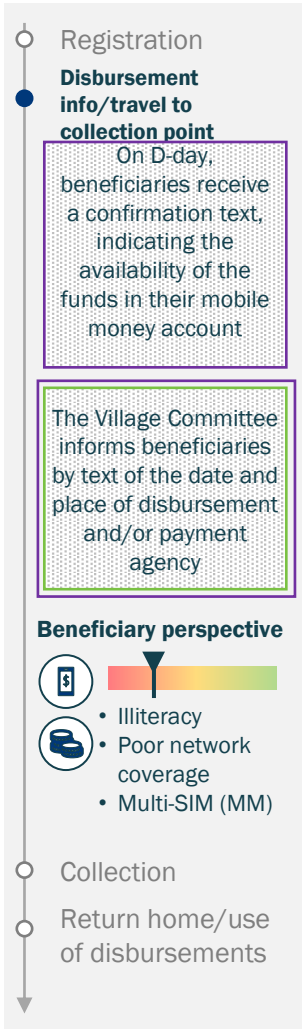 Registration
Disbursement
info/travel to
collection point
On D-day,
beneficiaries receive
a confirmation text,
indicating the
availability of the
funds in their mobile
money account
The Village Committee
informs beneficiaries
by text of the date and
place of disbursement
and/or payment
agency
Beneficiary perspective
$
• Illiteracy
• Poor network
coverage
• Multi-SIM (MM)
Collection
Return home/use
of disbursements